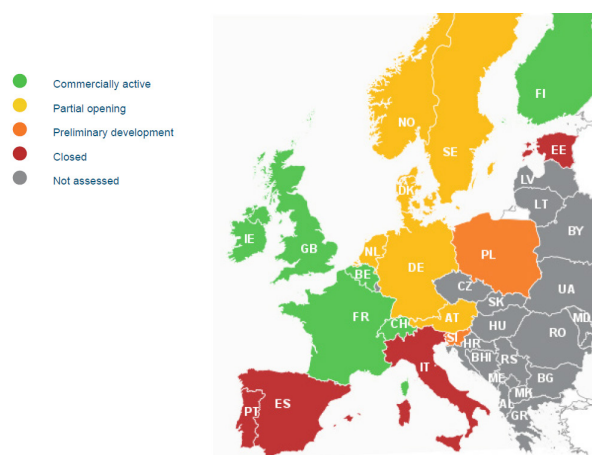 Commercially active
Partial opening
Preliminary development
Closed
Not assessed
FI
NO
SE
EE
LV
LT
DK
BY
IE
GB
NL
PL
BE
DE
CZ
UA
SK
FR
CH
AT
HU
MD
RO
SI
HR
BHI
RS
IT
ME
BG
MK
AL
GR
PT
ES